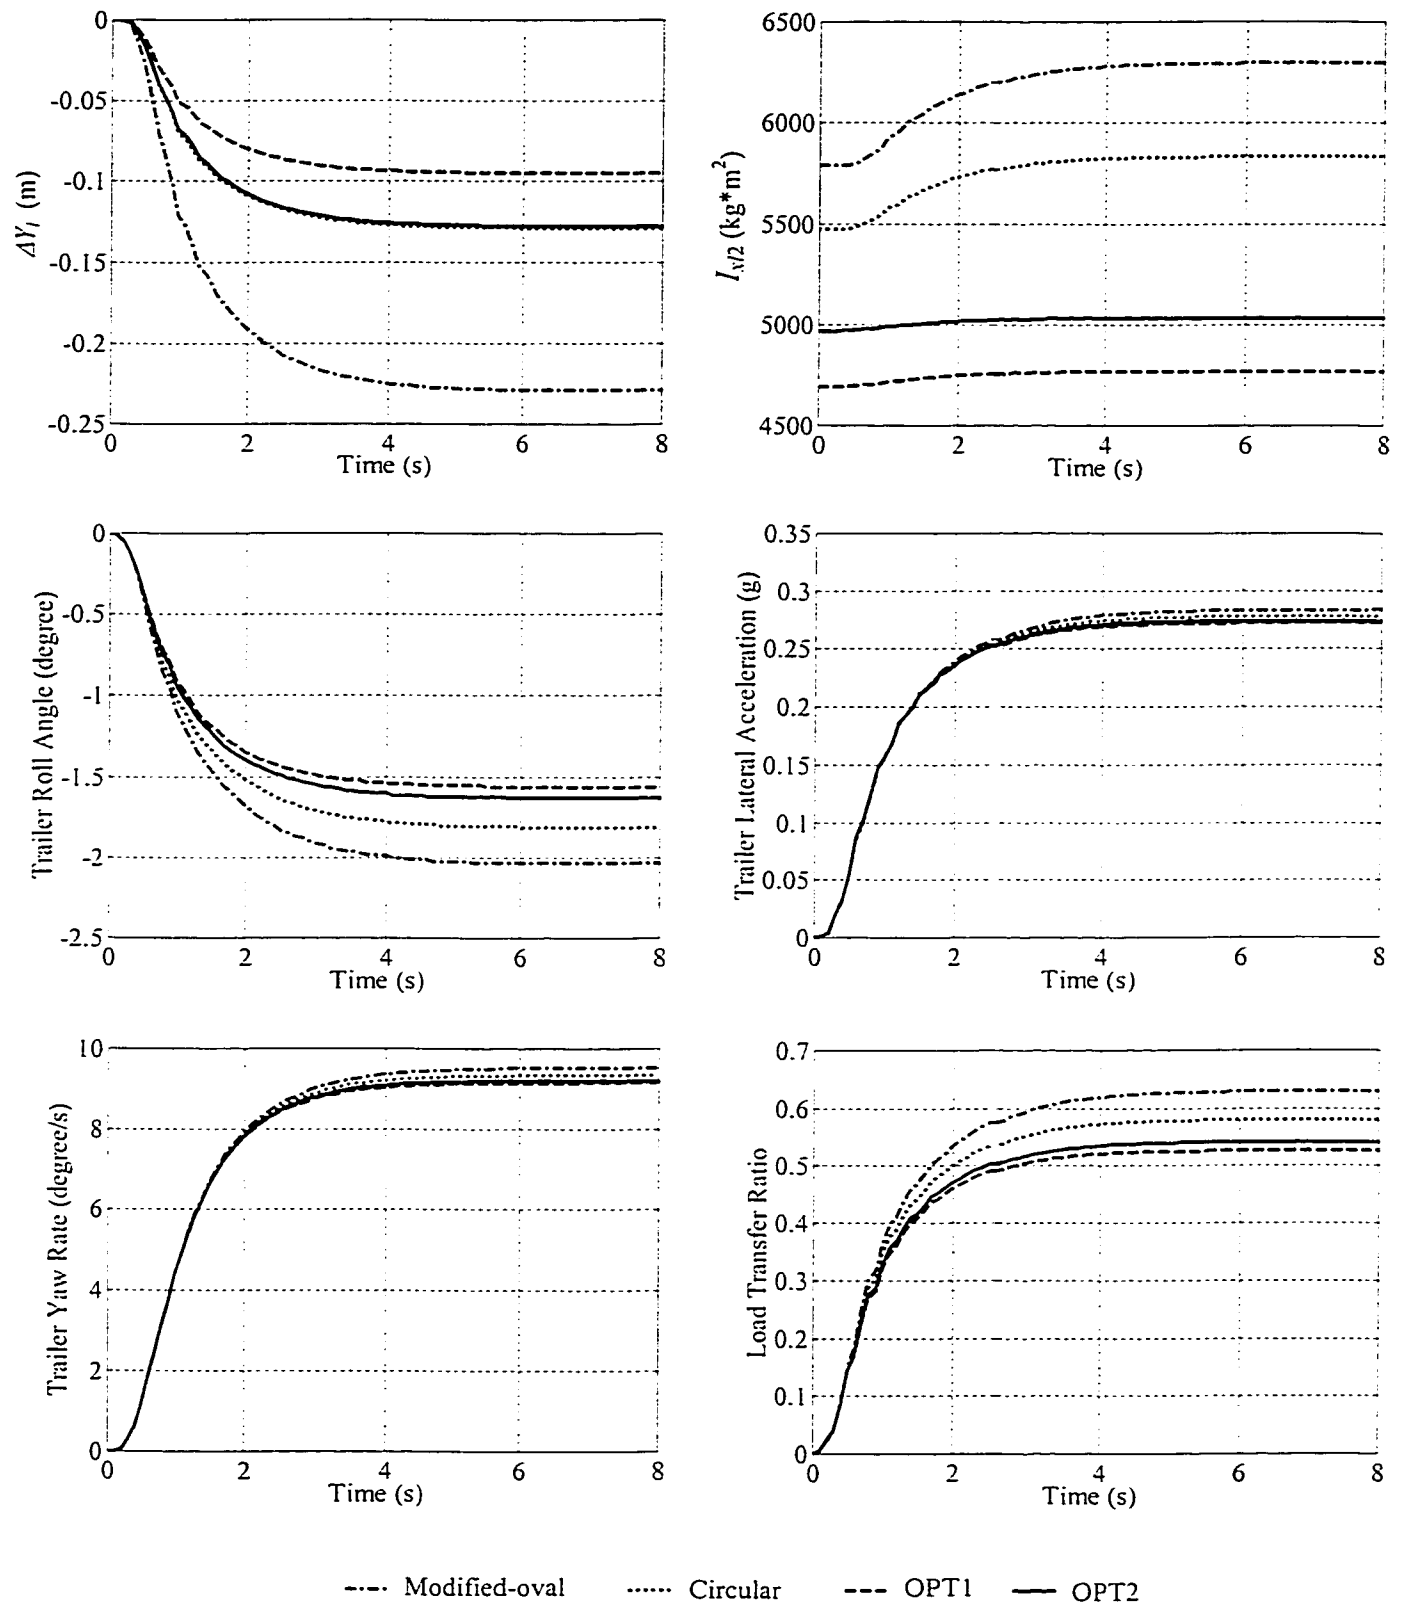 0
-0.05
-0.1
-0.15
-0.2
-0.25
ΔYl (m)
0 2 4 6 8
Time (s)
6500
6000
5500
5000
4500
Ixl2 (kg*m2)
0 2 4 6 8
Time (s)
0
-0.5
-1
-1.5
-2
-2.5
Trailer Roll Angle (degree)
0 2 4 6 8
Time (s)
0.35
0.3
0.25
0.2
0.15
0.1
0.05
0
Trailer Lateral Acceleration (g)
0 2 4 6 8
Time (s)
10
8
6
4
2
0
Trailer Yaw Rate (degree/s)
0 2 4 6 8
Time (s)
0.7
0.6
0.5
0.4
0.3
0.2
0.1
0
Load Transfer Ratio
0 2 4 6 8
Time (s)
Modified-oval Circular OPT1 OPT2